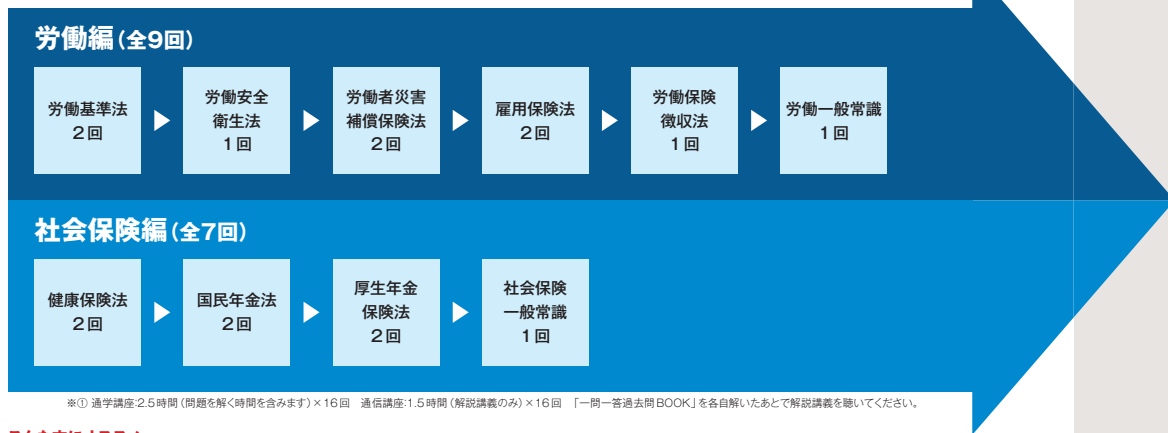 労働編(全9回)
労働基準法
2回
労働安全
衛生法
1回
労働者災害
補償保険法
2回
雇用保険法
2回
労働保険
徴収法
1回
労働一般常識
1回
社会保険編(全7回)
健康保険法
2回
国民年金法
2回
厚生年金
保険法
2回
社会保険
一般常識
1回
※① 通学講座:2.5時間(問題を解く時間を含みます)×16回 通信講座:1.5時間(解説講義のみ)×16回 「一問一答過去問BOOK」を各自解いたあとで解説講義を聴いてください。